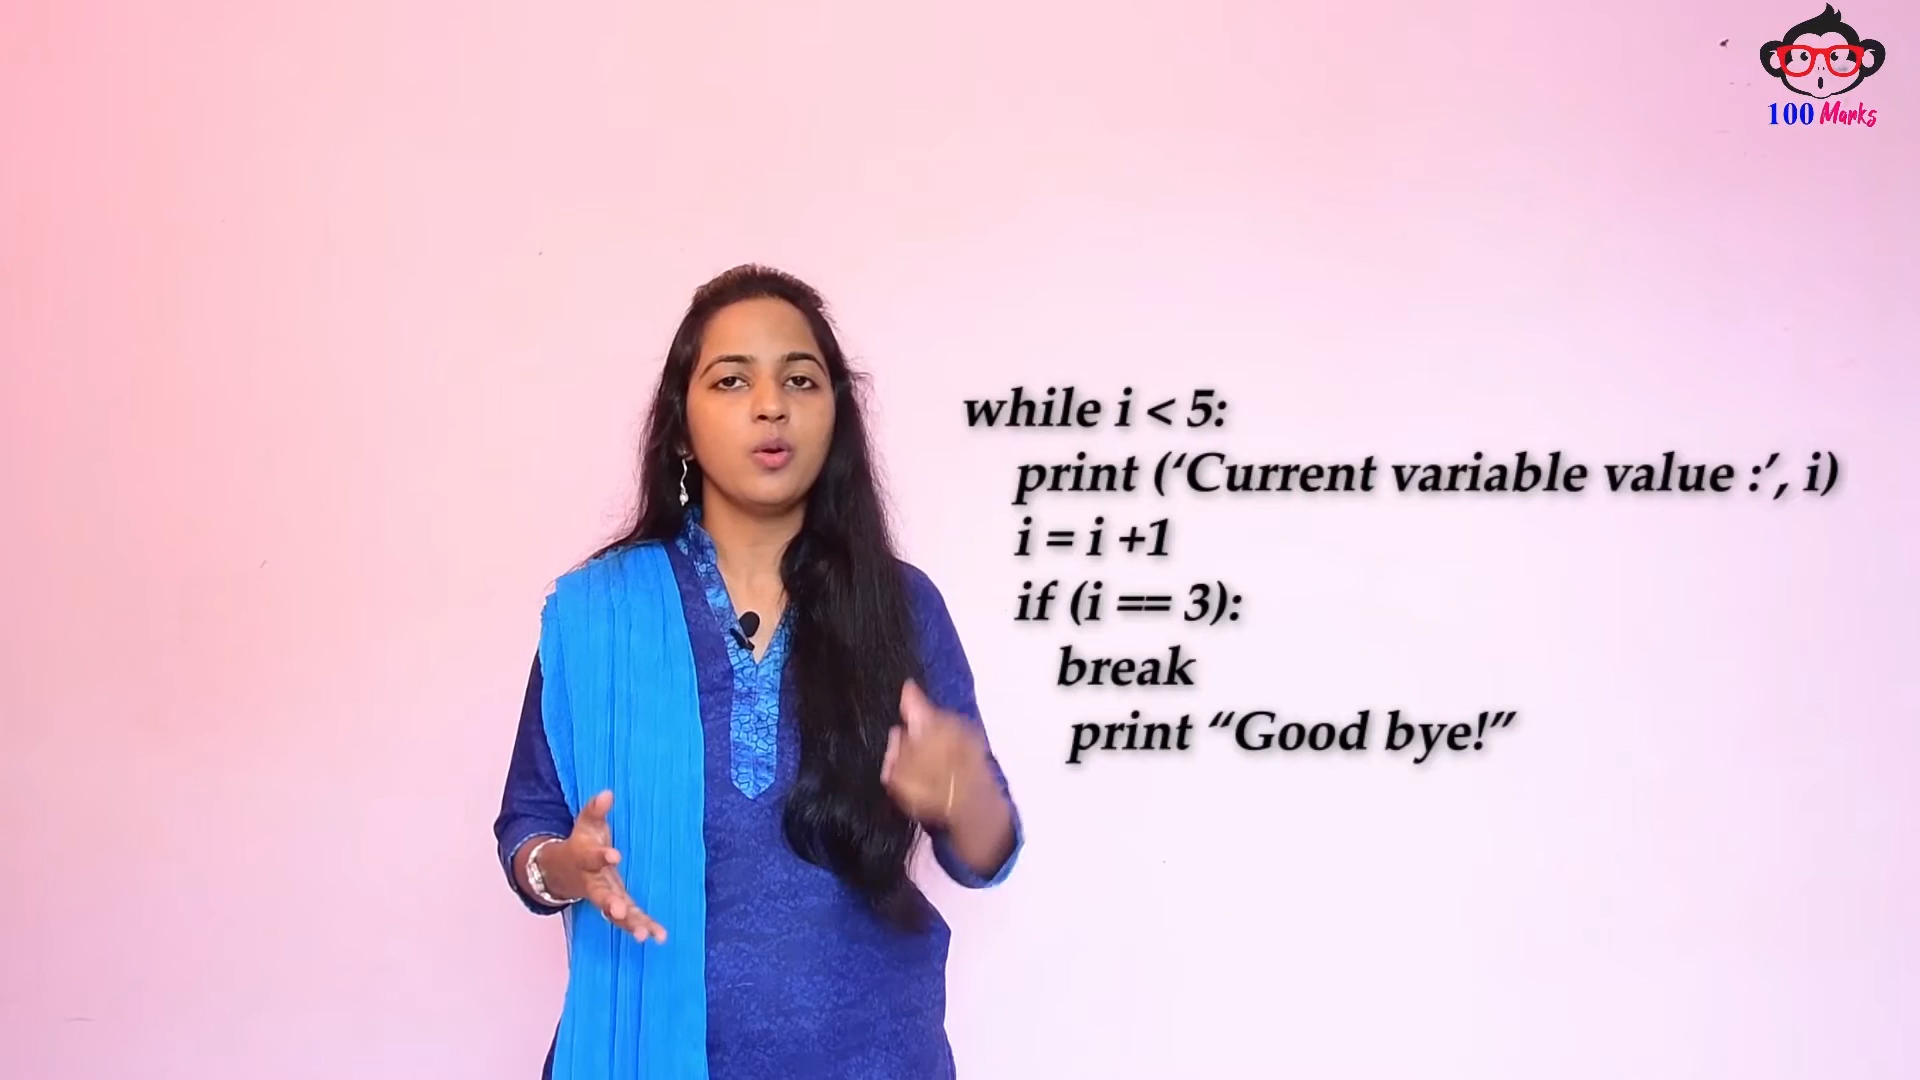 100 Marks
while i < 5:
print (‘Current variable value :’, i)
i = i +1
if (i == 3):
break
print “Good bye!”